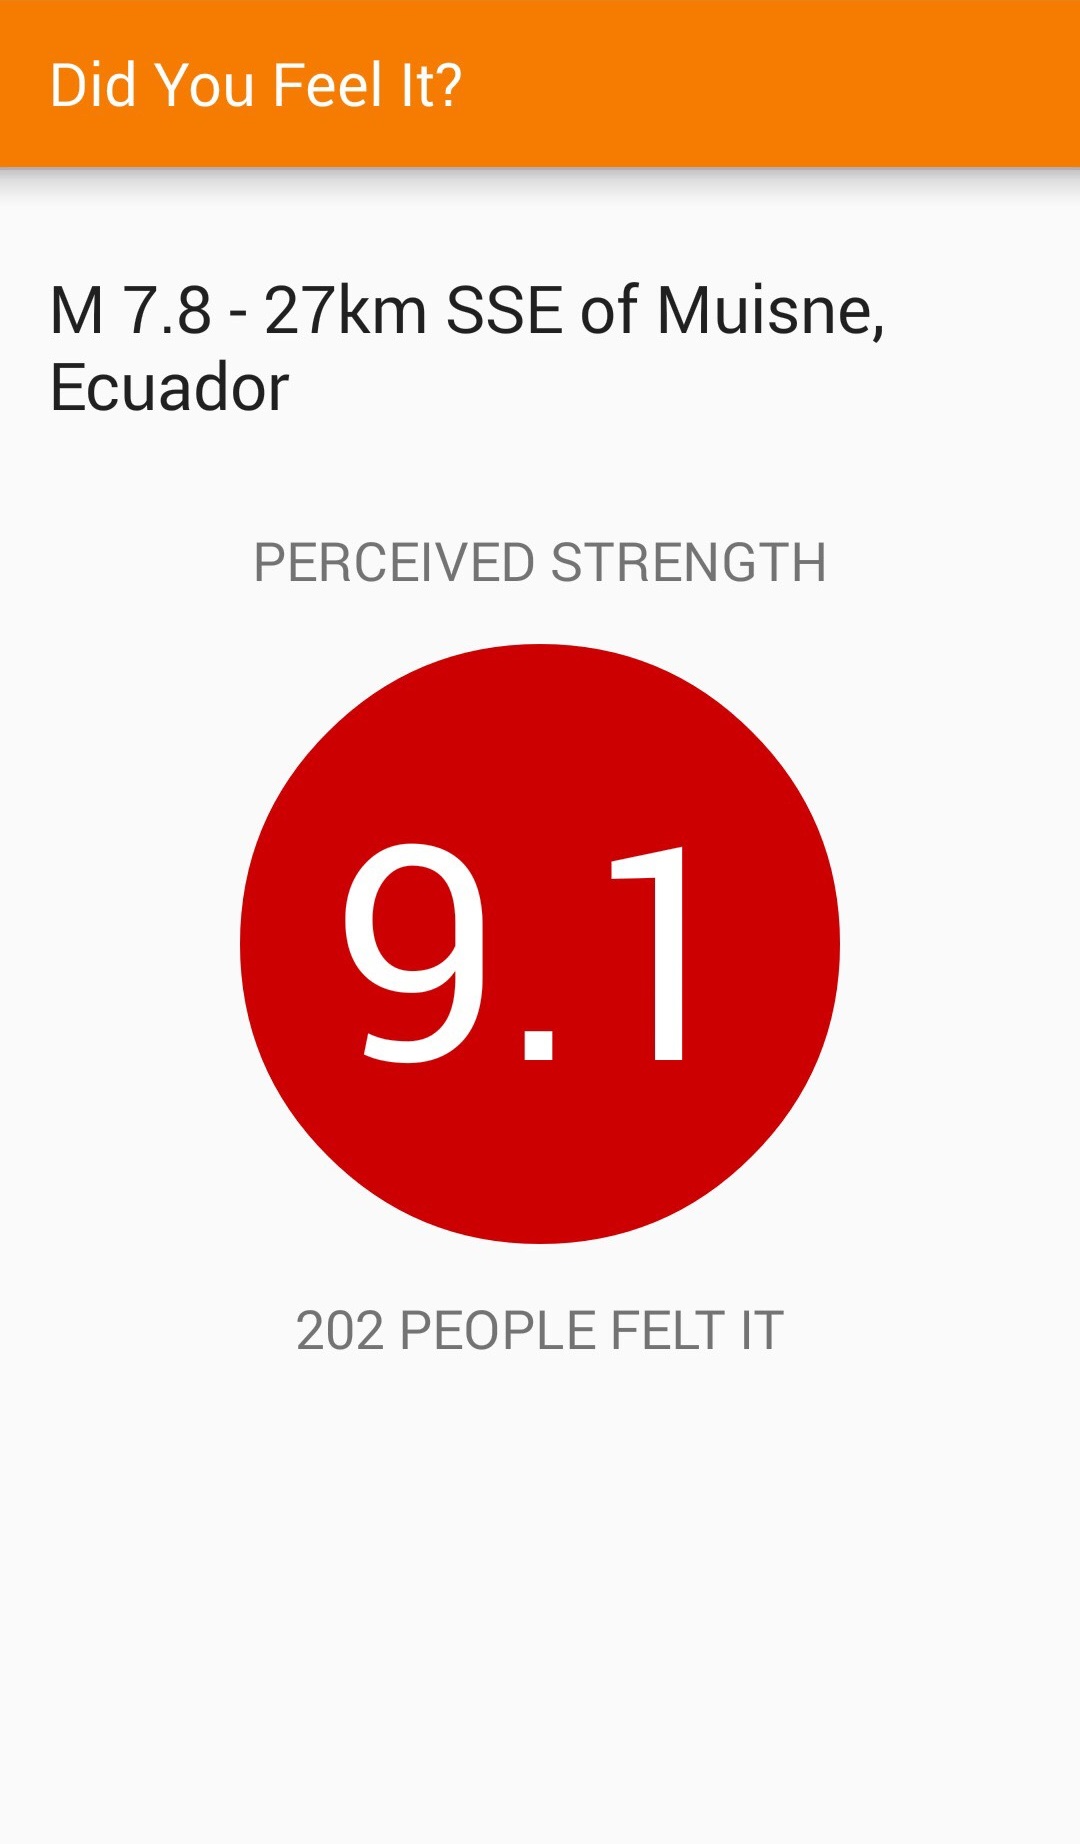 Did You Feel It?
M 7.8 - 27km SSE of Muisne,
Ecuador
PERCEIVED STRENGTH
9.1
202 PEOPLE FELT IT